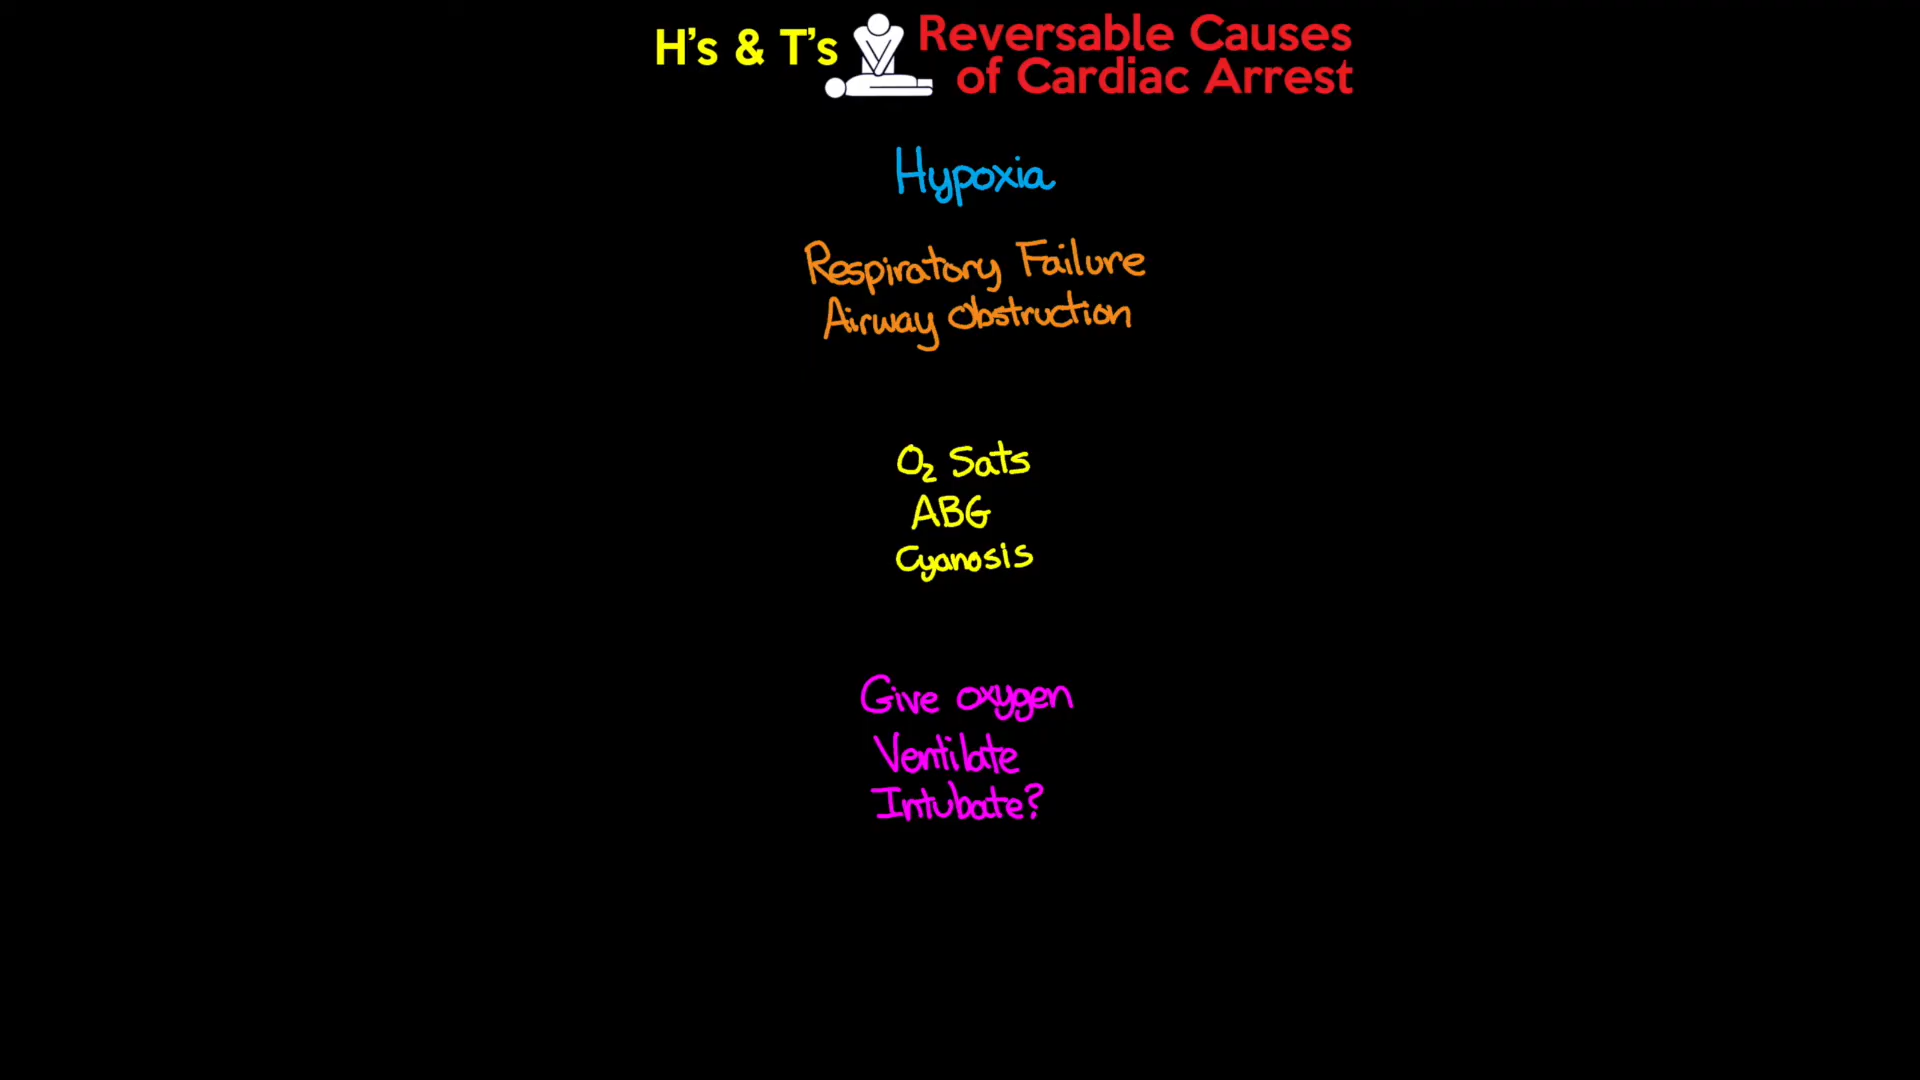 H's & T's
Reversable Causes
of Cardiac Arrest
Hypoxia
Respiratory Failure
Airway Obstruction
O₂ Sats
ABG
Cyanosis
Give oxygen
Ventilate
Intubate?